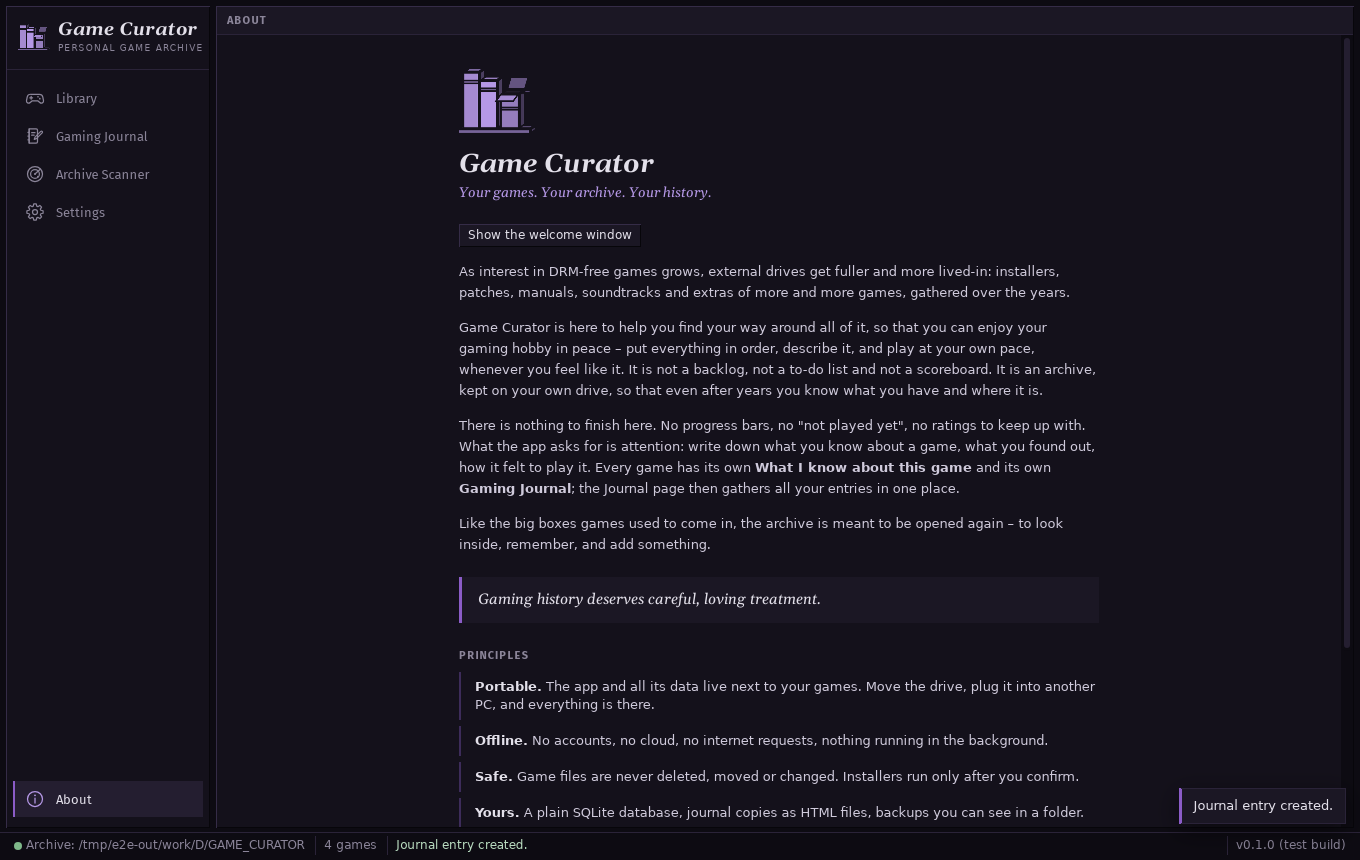 Game Curator
PERSONAL GAME ARCHIVE
Library
Gaming Journal
Archive Scanner
Settings
About
ABOUT
Game Curator
Your games. Your archive. Your history.
Show the welcome window
As interest in DRM-free games grows, external drives get fuller and more lived-in: installers,
patches, manuals, soundtracks and extras of more and more games, gathered over the years.
Game Curator is here to help you find your way around all of it, so that you can enjoy your
gaming hobby in peace – put everything in order, describe it, and play at your own pace,
whenever you feel like it. It is not a backlog, not a to-do list and not a scoreboard. It is an archive,
kept on your own drive, so that even after years you know what you have and where it is.
There is nothing to finish here. No progress bars, no "not played yet", no ratings to keep up with.
What the app asks for is attention: write down what you know about a game, what you found out,
how it felt to play it. Every game has its own What I know about this game and its own
Gaming Journal; the Journal page then gathers all your entries in one place.
Like the big boxes games used to come in, the archive is meant to be opened again – to look
inside, remember, and add something.
Gaming history deserves careful, loving treatment.
PRINCIPLES
Portable. The app and all its data live next to your games. Move the drive, plug it into another
PC, and everything is there.
Offline. No accounts, no cloud, no internet requests, nothing running in the background.
Safe. Game files are never deleted, moved or changed. Installers run only after you confirm.
Yours. A plain SQLite database, journal copies as HTML files, backups you can see in a folder.
Journal entry created.
Archive: /tmp/e2e-out/work/D/GAME_CURATOR
4 games
Journal entry created.
v0.1.0 (test build)